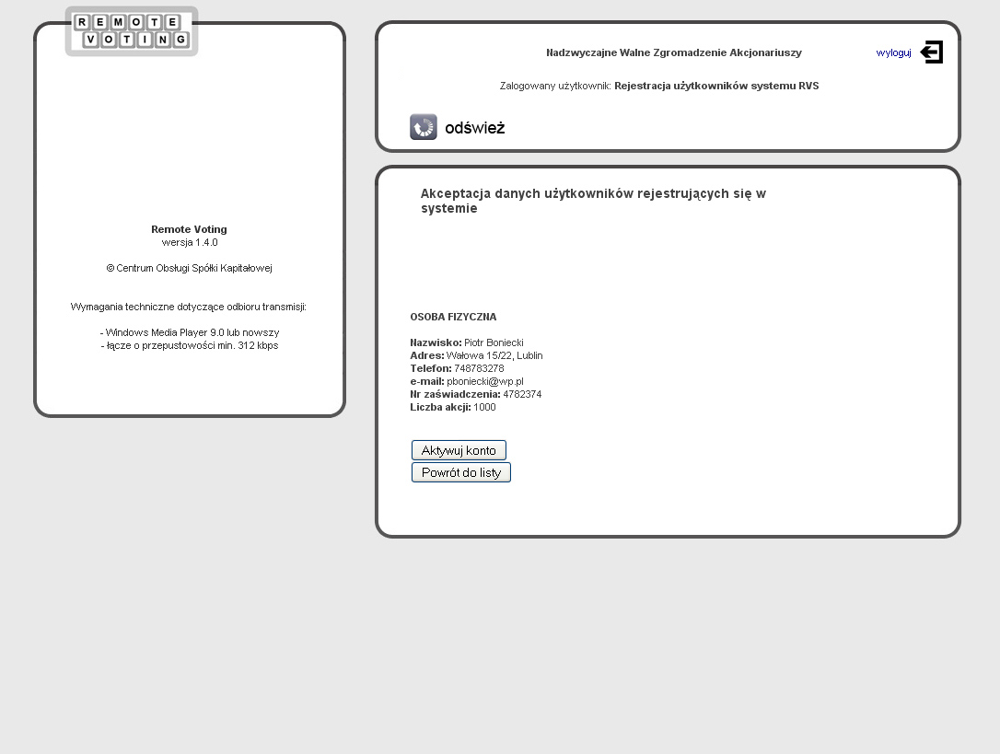 REMOTE
VOTING
Remote Voting
wersja 1.4.0
© Centrum Obsługi Spółki Kapitałowej
Wymagania techniczne dotyczące odbioru transmisji:
- Windows Media Player 9.0 lub nowszy
- łącze o przepustowości min. 312 kbps
Nadzwyczajne Walne Zgromadzenie Akcjonariuszy
wyloguj
Zalogowany użytkownik: Rejestracja użytkowników systemu RVS
odśwież
Akceptacja danych użytkowników rejestrujących się w
systemie
OSOBA FIZYCZNA
Nazwisko: Piotr Boniecki
Adres: Wałowa 15/22, Lublin
Telefon: 748783278
e-mail: pboniecki@wp.pl
Nr zaświadczenia: 4782374
Liczba akcji: 1000
Aktywuj konto
Powrót do listy